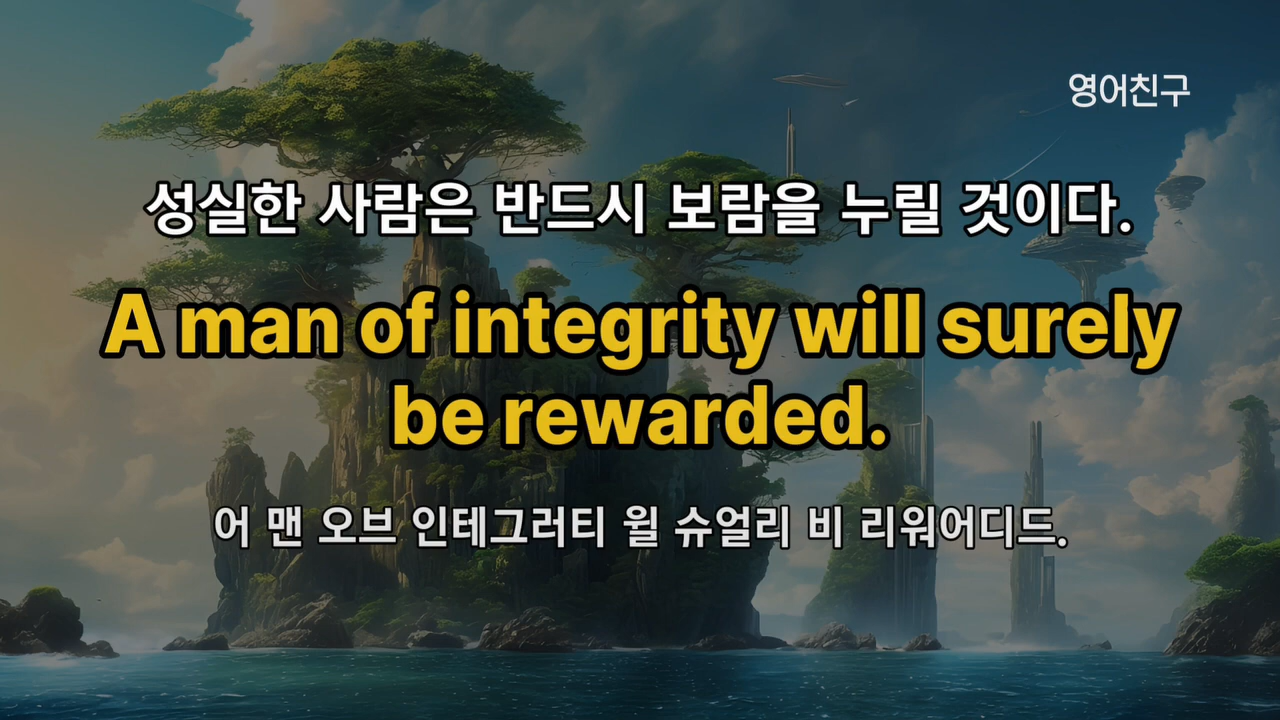 영어친구
성실한 사람은 반드시 보람을 누릴 것이다.
A man of integrity will surely
be rewarded.
어 맨 오브 인테그러티 윌 슈얼리 비 리워어디드.